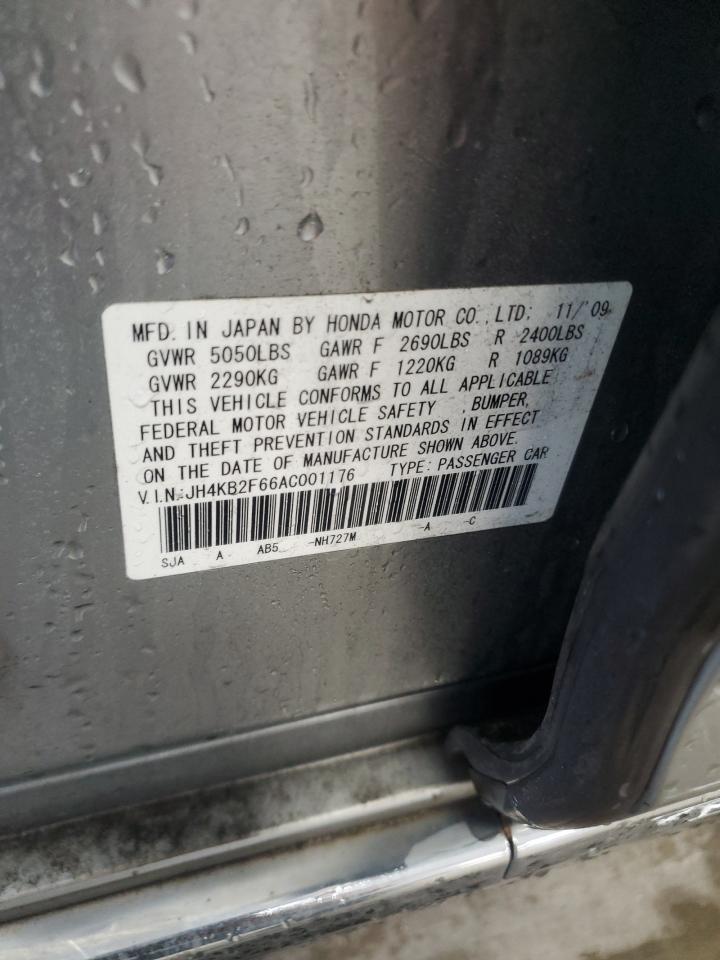 MFD. IN JAPAN BY HONDA MOTOR CO.,LTD; 11/'09
GVWR 5050LBS GAWR F 2690LBS R 2400LBS
GVWR 2290KG GAWR F 1220KG R 1089KG
THIS VEHICLE CONFORMS TO ALL APPLICABLE
FEDERAL MOTOR VEHICLE SAFETY ,BUMPER,
AND THEFT PREVENTION STANDARDS IN EFFECT
ON THE DATE OF MANUFACTURE SHOWN ABOVE.
V.I.N.:JH4KB2F66AC001176 TYPE: PASSENGER CAR
SJA A AB5 -NH727M -A -C